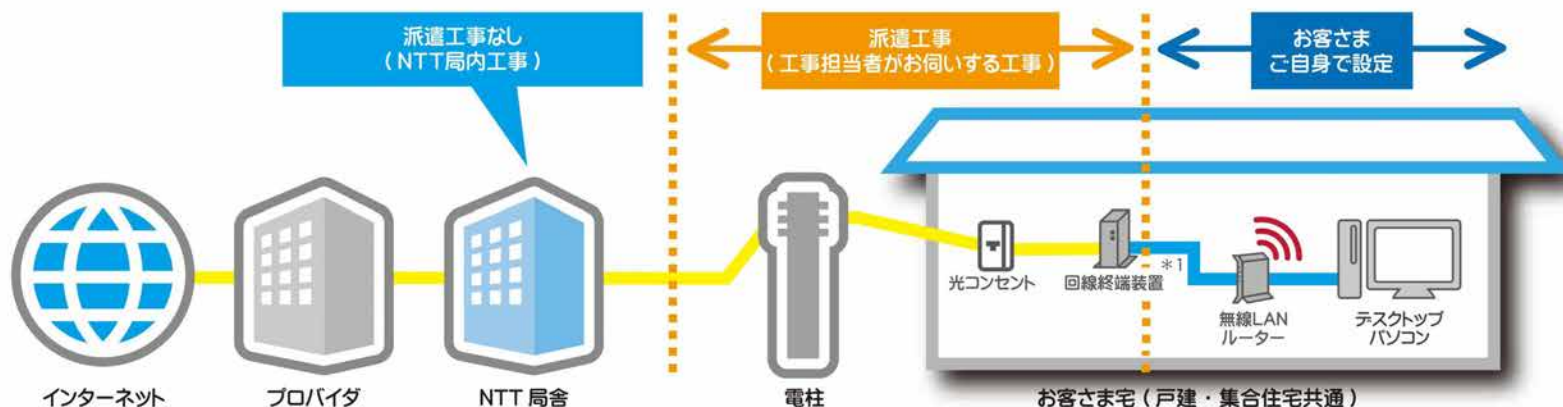 派遣工事なし
(NTT局内工事)
派遣工事
(工事担当者がお伺いする工事)
お客さま
ご自身で設定
光コンセント
回線終端装置
*1
無線LAN
ルーター
デスクトップ
パソコン
インターネット
プロバイダ
NTT 局舎
電柱
お客さま宅(戸建・集合住宅共通)